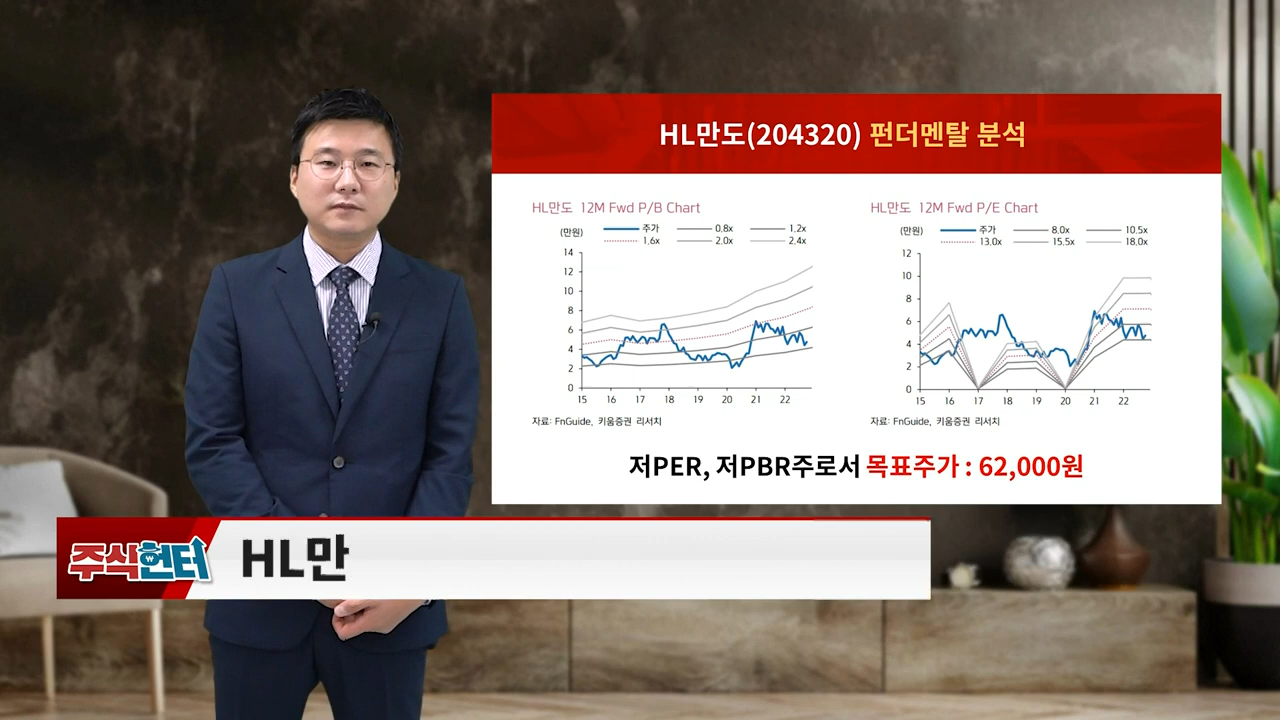 HL만도(204320) 펀더멘탈 분석
HL만도 12M Fwd P/B Chart
(만원)
주가 0.8x 1.2x
1.6x 2.0x 2.4x
14
12
10
8
6
4
2
0
15 16 17 18 19 20 21 22
자료: FnGuide, 키움증권 리서치
HL만도 12M Fwd P/E Chart
(만원)
주가 8.0x 10.5x
13.0x 15.5x 18.0x
12
10
8
6
4
2
0
15 16 17 18 19 20 21 22
자료: FnGuide, 키움증권 리서치
저PER, 저PBR주로서 목표주가 : 62,000원
주식헌터
HL만